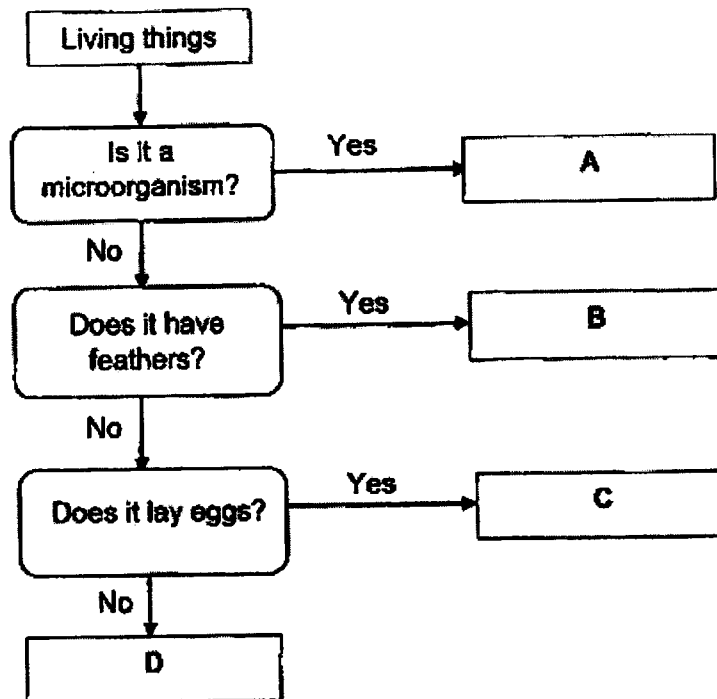 Living things
Is it a
microorganism?
Yes
A
No
Does it have
feathers?
Yes
B
No
Does it lay eggs?
Yes
C
No
D